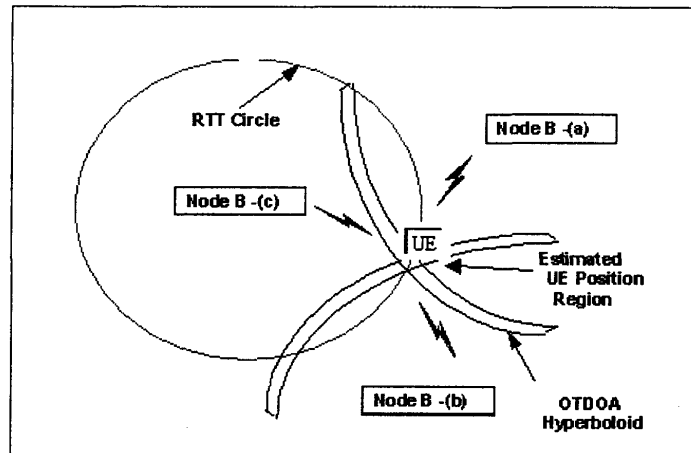 RTT Circle
Node B -(a)
Node B -(c)
UE
Estimated
UE Position
Region
Node B -(b)
OTDOA
Hyperboloid